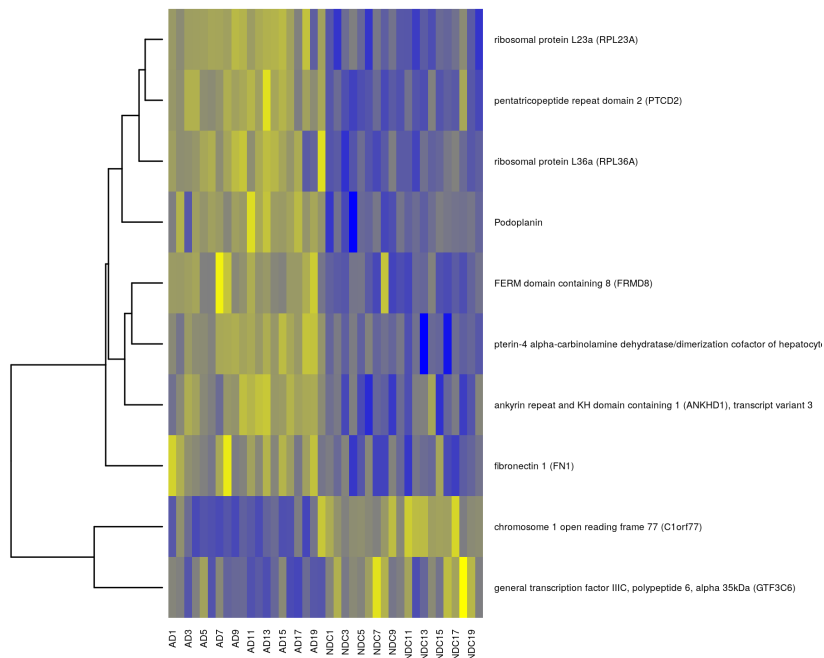 ribosomal protein L23a (RPL23A)
pentatricopeptide repeat domain 2 (PTCD2)
ribosomal protein L36a (RPL36A)
Podoplanin
FERM domain containing 8 (FRMD8)
pterin-4 alpha-carbinolamine dehydratase/dimerization cofactor of hepatocyt
ankyrin repeat and KH domain containing 1 (ANKHD1), transcript variant 3
fibronectin 1 (FN1)
chromosome 1 open reading frame 77 (C1orf77)
general transcription factor IIIC, polypeptide 6, alpha 35kDa (GTF3C6)
AD1 AD3 AD5 AD7 AD9 AD11 AD13 AD15 AD17 AD19 NDC1 NDC3 NDC5 NDC7 NDC9 NDC11 NDC13 NDC15 NDC17 NDC19